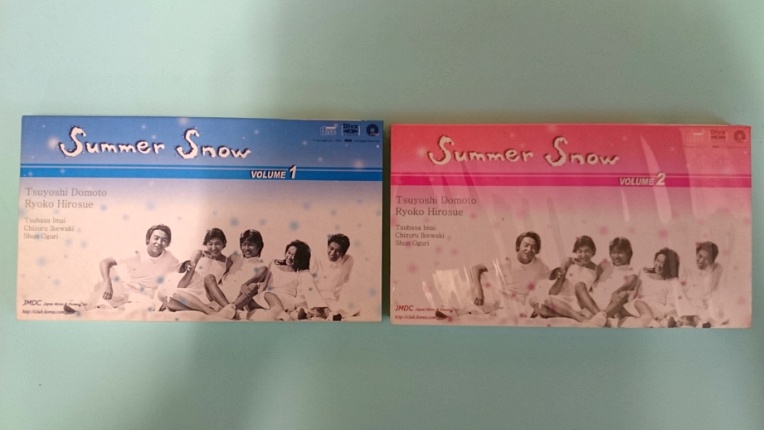 Summer Snow
VOLUME 1
Tsuyoshi Domoto
Ryoko Hirosue
Tsubasa Imai
Chizuru Ikewaki
Shun Oguri
JMDC
Summer Snow
VOLUME 2
Tsuyoshi Domoto
Ryoko Hirosue
Tsubasa Imai
Chizuru Ikewaki
Shun Oguri
JMDC